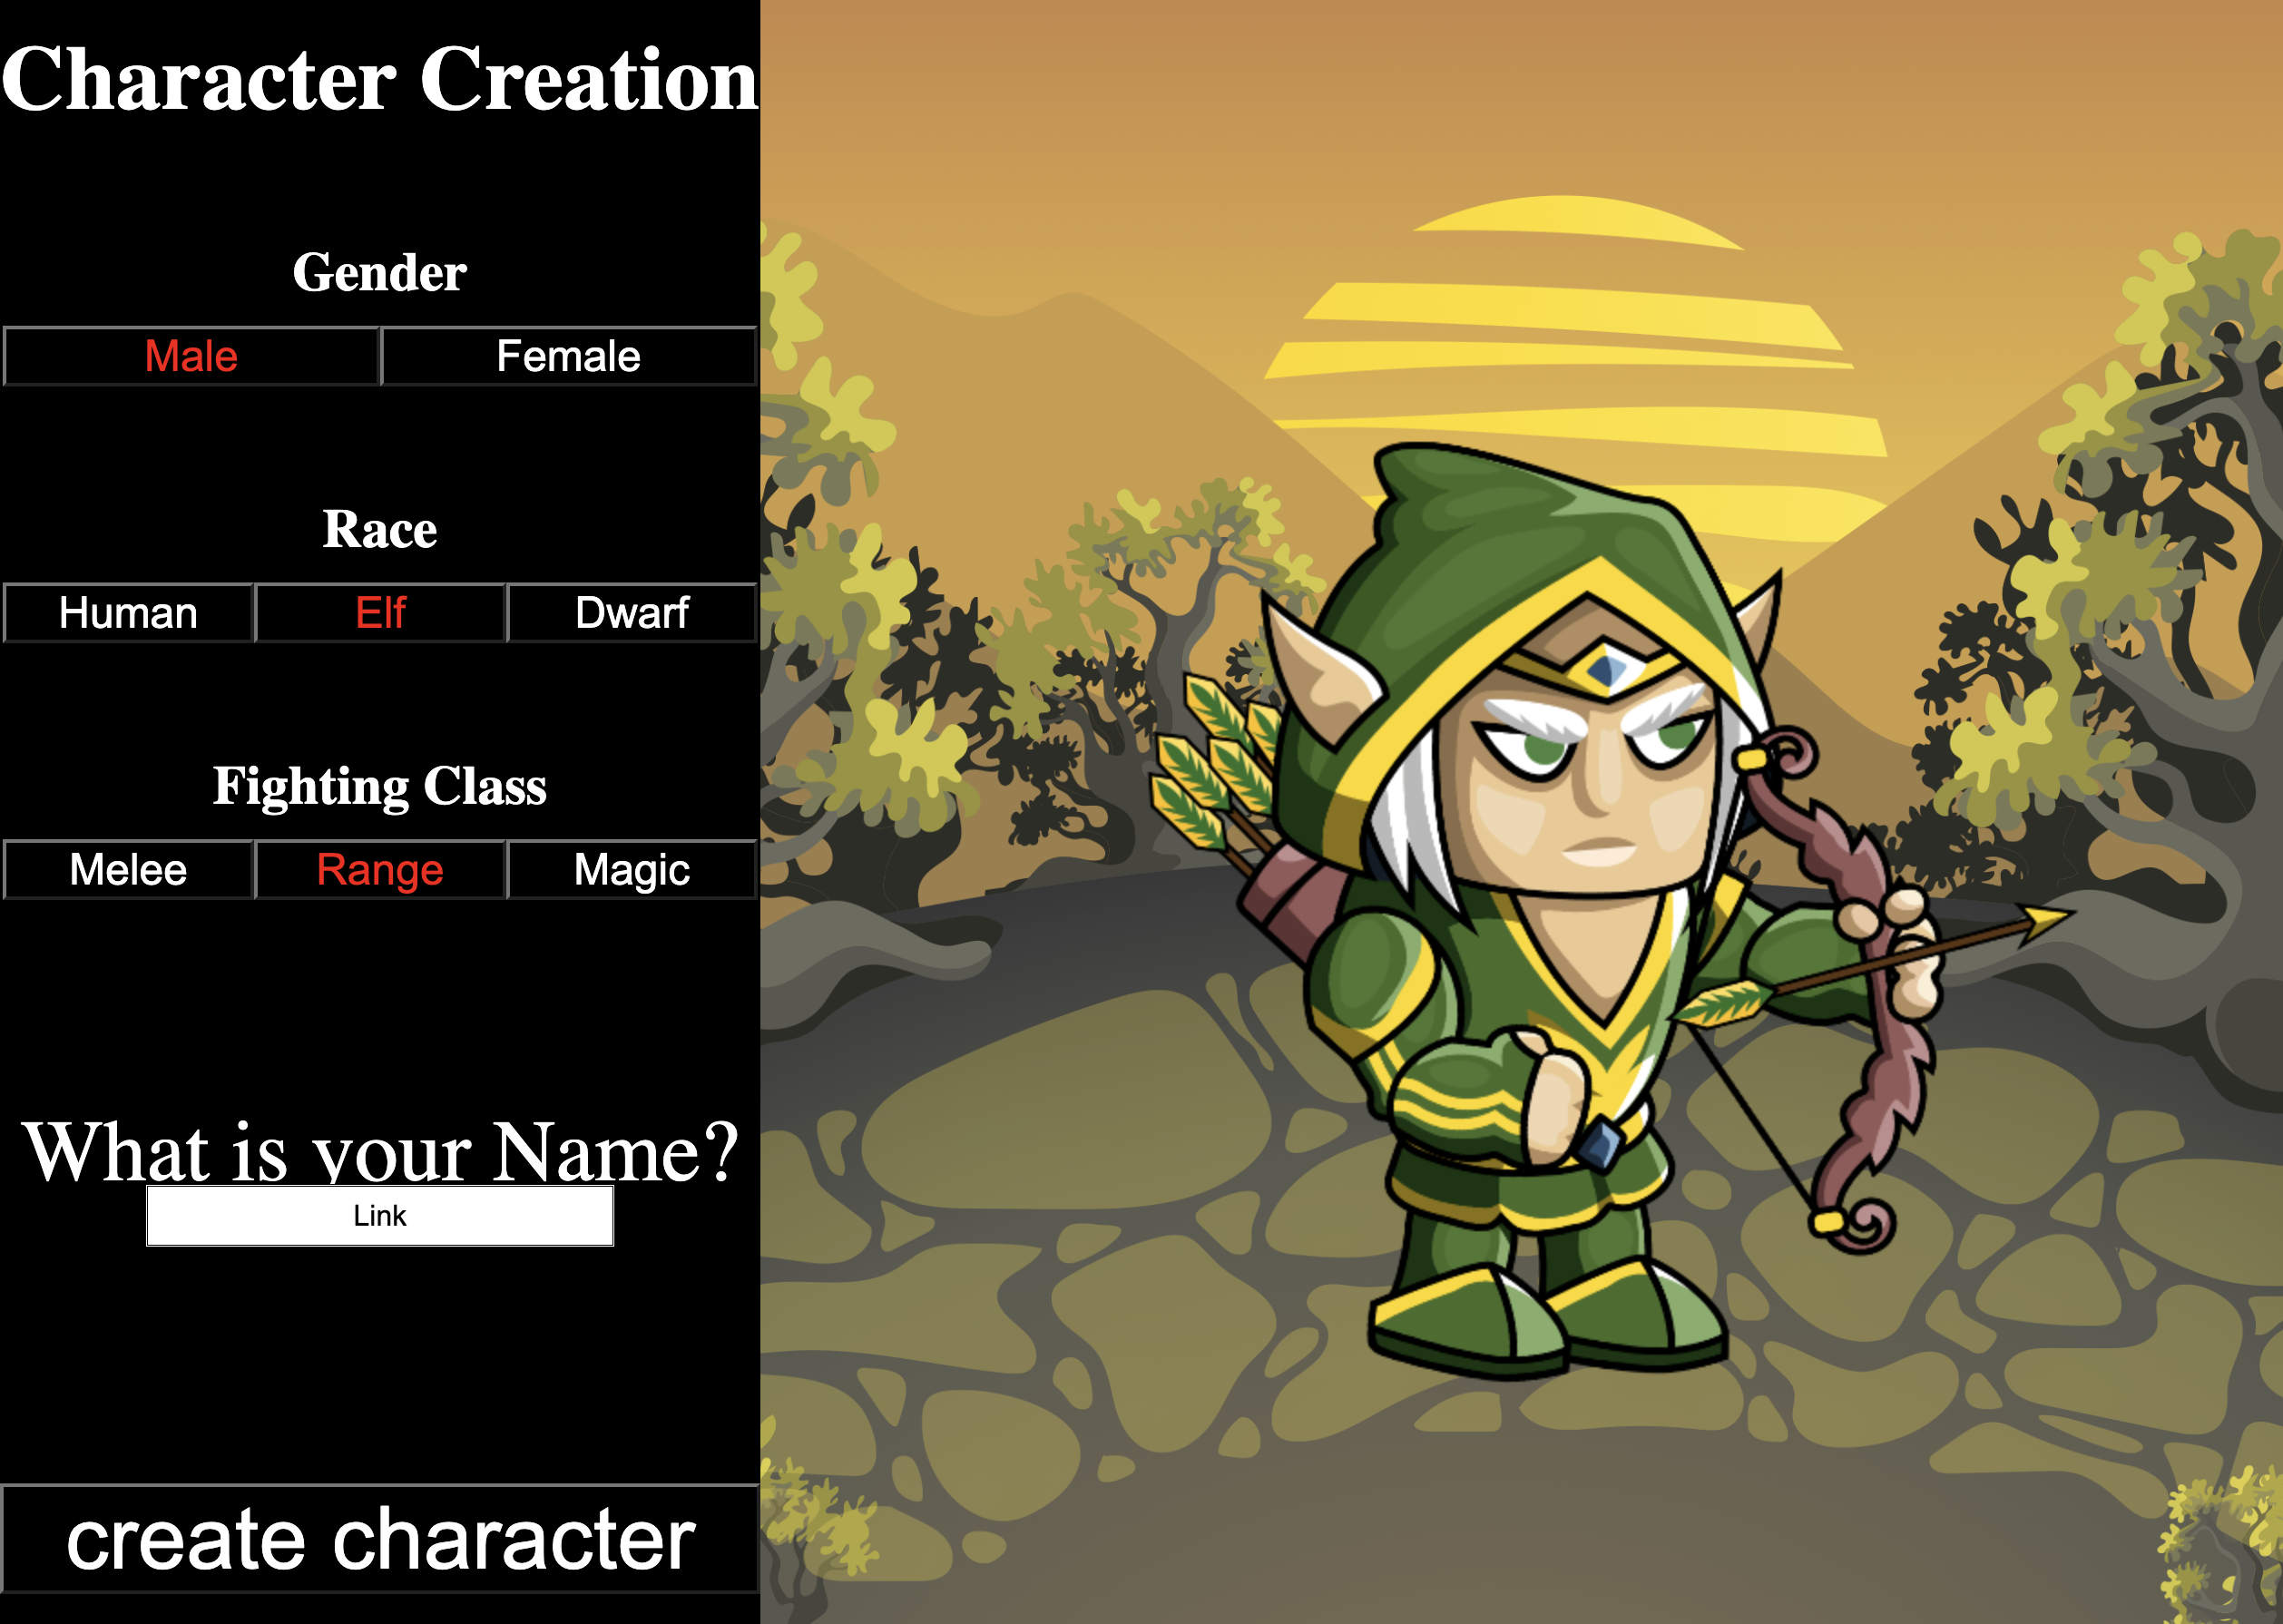 Character Creation
Gender
Male Female
Race
Human Elf Dwarf
Fighting Class
Melee Range Magic
What is your Name?
Link
create character